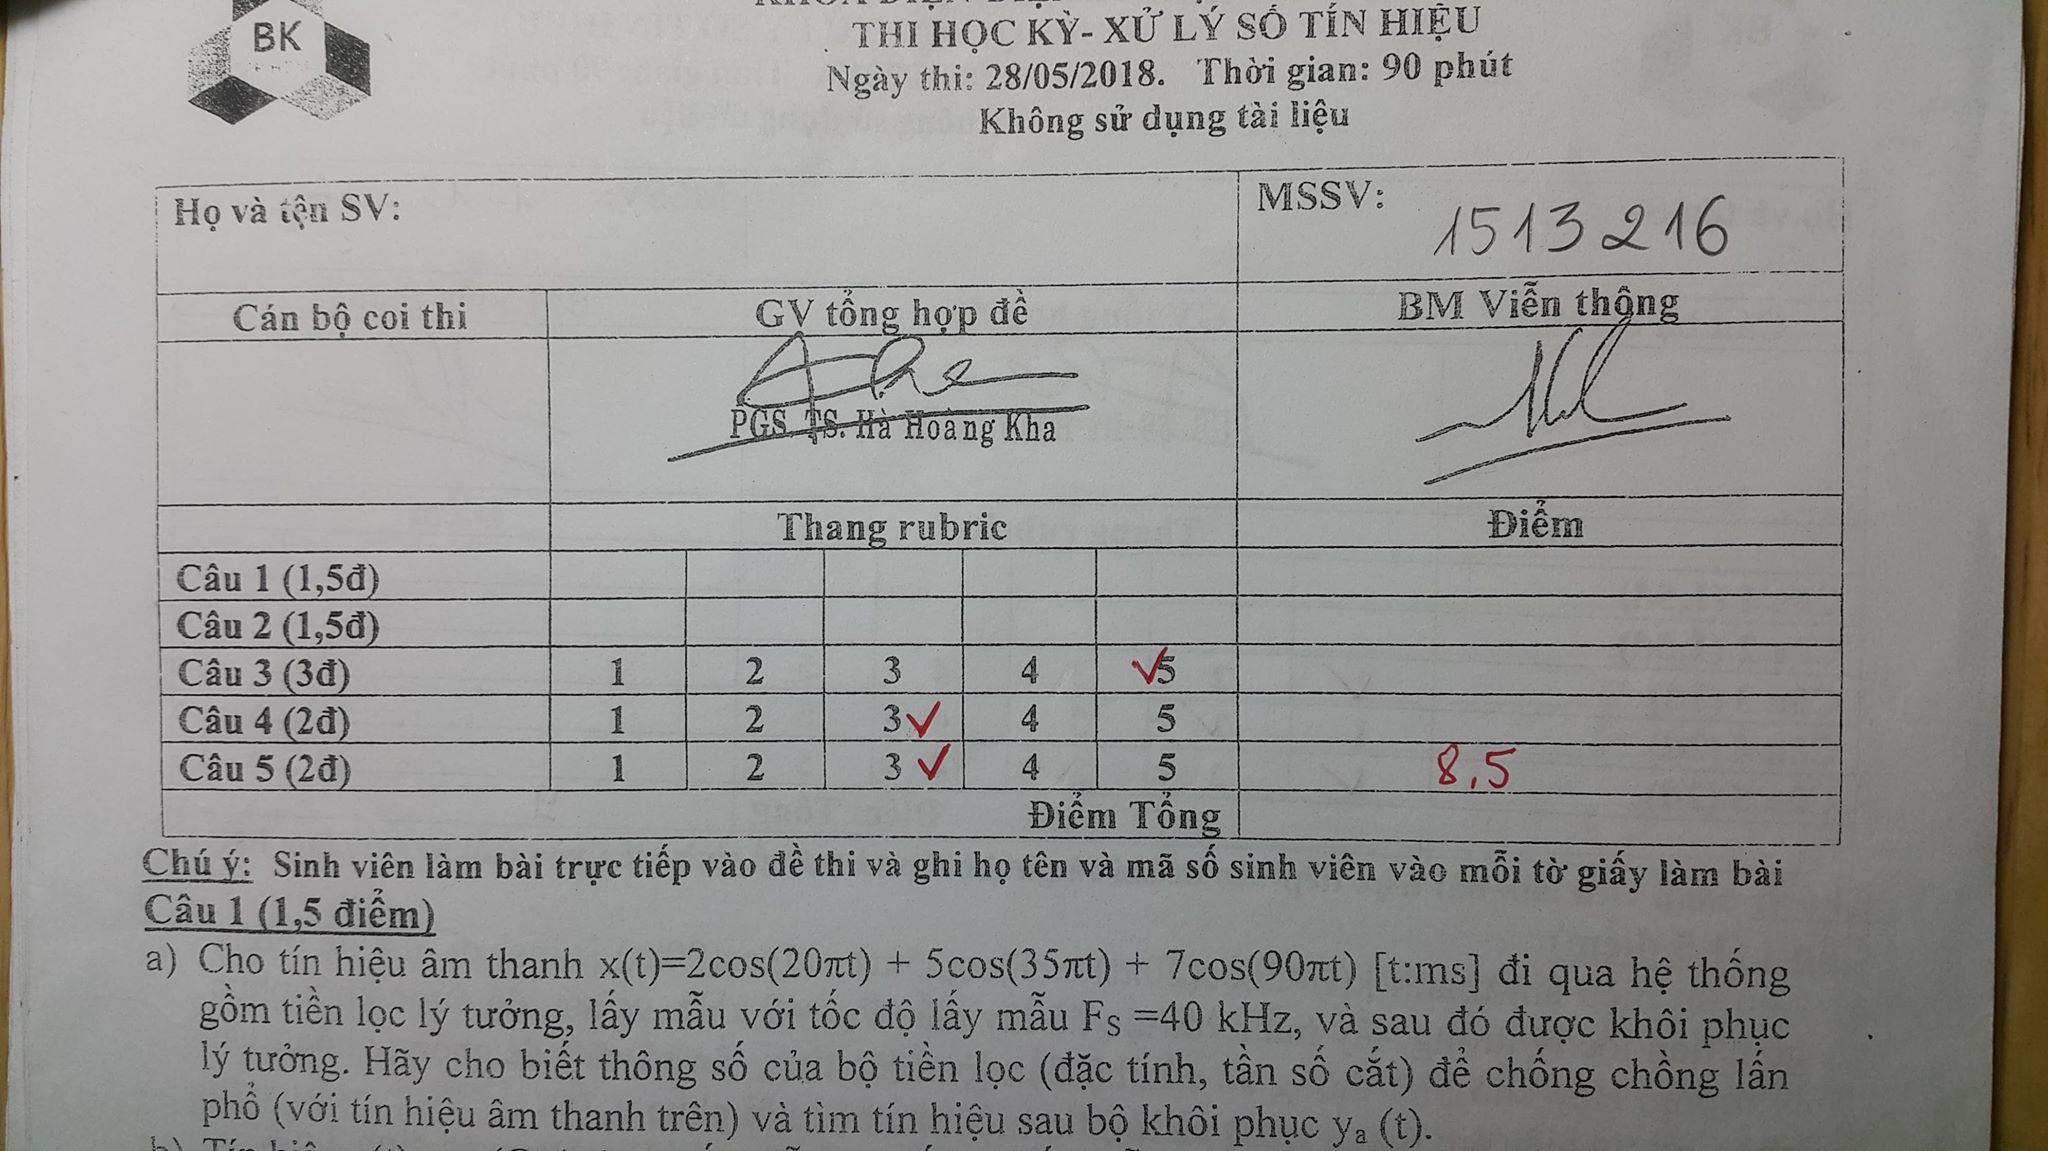 BK
THI HỌC KỲ- XỬ LÝ SỐ TÍN HIỆU
Ngày thi: 28/05/2018. Thời gian: 90 phút
Không sử dụng tài liệu
Họ và tên SV: MSSV: 1513216
Cán bộ coi thi GV tổng hợp đề BM Viễn thông
PGS. TS. Hà Hoàng Kha
Thang rubric Điểm
Câu 1 (1,5đ)
Câu 2 (1,5đ)
Câu 3 (3đ) 1 2 3 4 5
Câu 4 (2đ) 1 2 3 4 5
Câu 5 (2đ) 1 2 3 4 5 8,5
Điểm Tổng
Chú ý: Sinh viên làm bài trực tiếp vào đề thi và ghi họ tên và mã số sinh viên vào mỗi tờ giấy làm bài
Câu 1 (1,5 điểm)
a) Cho tín hiệu âm thanh x(t)=2cos(20πt) + 5cos(35πt) + 7cos(90πt) [t:ms] đi qua hệ thống
gồm tiền lọc lý tưởng, lấy mẫu với tốc độ lấy mẫu FS =40 kHz, và sau đó được khôi phục
lý tưởng. Hãy cho biết thông số của bộ tiền lọc (đặc tính, tần số cắt) để chống chồng lấn
phổ (với tín hiệu âm thanh trên) và tìm tín hiệu sau bộ khôi phục ya (t).